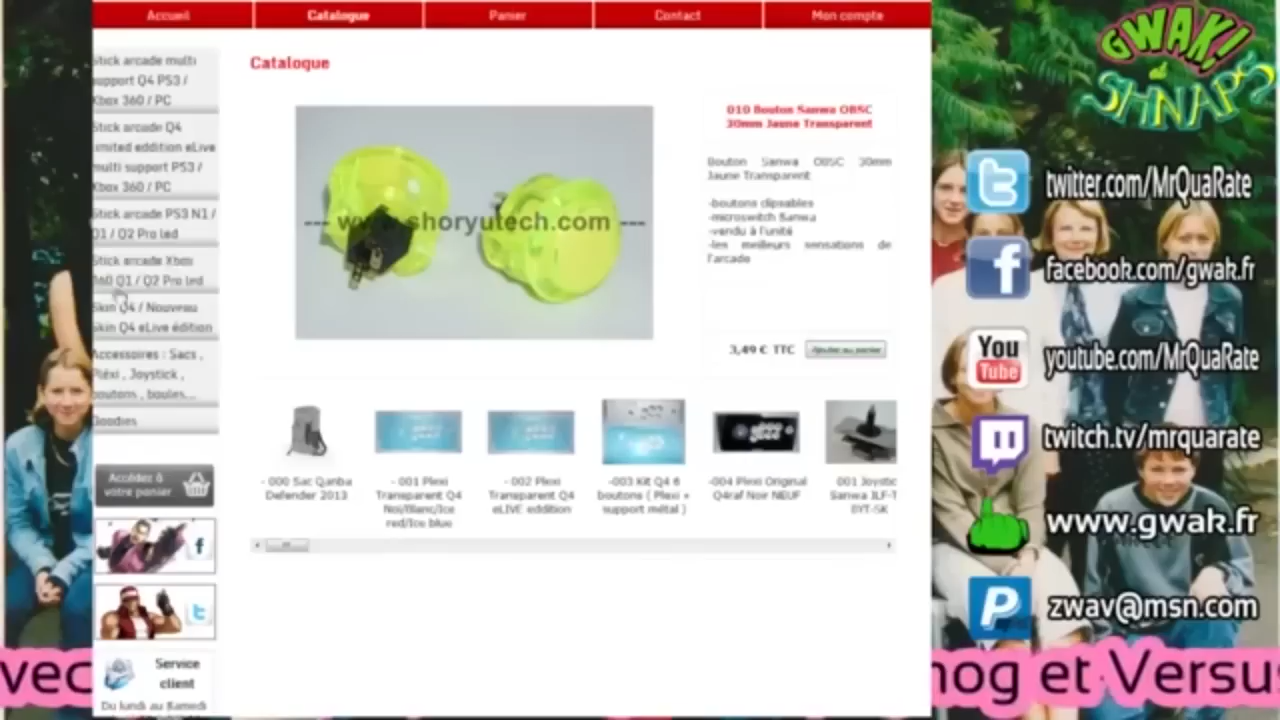 Accueil
Catalogue
Panier
Contact
Mon compte
Stick arcade multi
support Q4 PS3 /
Xbox 360 / PC
Stick arcade Q4
limited eddition eLive
multi support PS3 /
Xbox 360 / PC
Stick arcade PS3 N1 /
Q1 / Q2 Pro led
Stick arcade Xbox
360 Q1 / Q2 Pro led
Skin Q4 / Nouveau
Skin Q4 eLive édition
Accessoires : Sacs ,
Pléxi , Joystick ,
boutons , boules...
Goodies
Accédez à
votre panier
Service
client
Du lundi au Samedi
Catalogue
--- www.shoryutech.com ---
010 Bouton Sanwa OBSC
30mm Jaune Transparent
Bouton Sanwa OBSC 30mm
Jaune Transparent
-boutons clipsables
-microswitch Sanwa
-vendu à l'unité
-les meilleurs sensations de
l'arcade
3,49 € TTC
Ajouter au panier
- 000 Sac Qanba
Defender 2013
- 001 Plexi
Transparent Q4
Noi/Blanc/Ice
red/Ice blue
- 002 Plexi
Transparent Q4
eLIVE eddition
-003 Kit Q4 6
boutons ( Plexi +
support métal )
-004 Plexi Original
Q4raf Noir NEUF
001 Joystic
Sanwa JLF-T
8YT-SK
GWAK!
SHNAPS
twitter.com/MrQuaRate
facebook.com/gwak.fr
You
Tube
youtube.com/MrQuaRate
twitch.tv/mrquarate
www.gwak.fr
zwav@msn.com
vec
nog et Versus